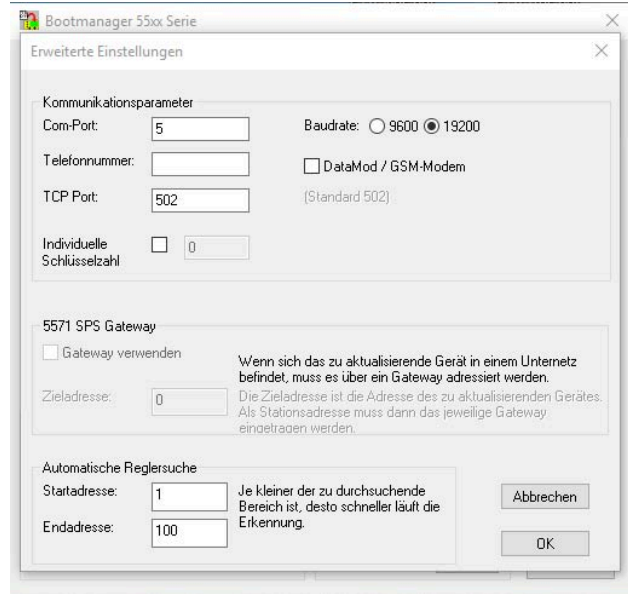 Bootmanager 55xx Serie
Erweiterte Einstellungen
Kommunikationsparameter
Com-Port: 5 Baudrate: 9600 19200
Telefonnummer: DataMod / GSM-Modem
TCP Port: 502 (Standard 502)
Individuelle Schlüsselzahl 0
5571 SPS Gateway
Gateway verwenden
Wenn sich das zu aktualisierende Gerät in einem Unternetz
befindet, muss es über ein Gateway adressiert werden.
Zieladresse: 0
Die Zieladresse ist die Adresse des zu aktualisierenden Gerätes.
Als Stationsadresse muss dann das jeweilige Gateway
eingetragen werden.
Automatische Reglersuche
Startadresse: 1
Endadresse: 100
Je kleiner der zu durchsuchende
Bereich ist, desto schneller läuft die
Erkennung.
Abbrechen
OK